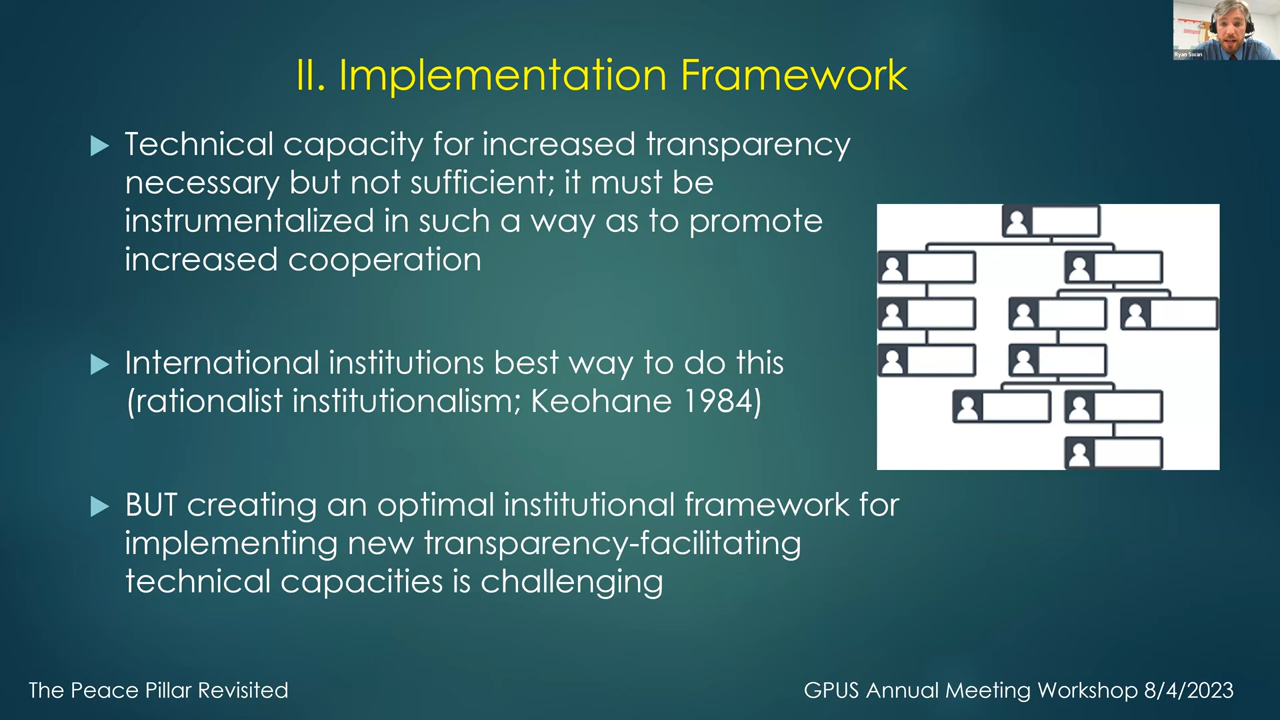 Ryan Swan
II. Implementation Framework
Technical capacity for increased transparency
necessary but not sufficient; it must be
instrumentalized in such a way as to promote
increased cooperation
International institutions best way to do this
(rationalist institutionalism; Keohane 1984)
BUT creating an optimal institutional framework for
implementing new transparency-facilitating
technical capacities is challenging
The Peace Pillar Revisited
GPUS Annual Meeting Workshop 8/4/2023